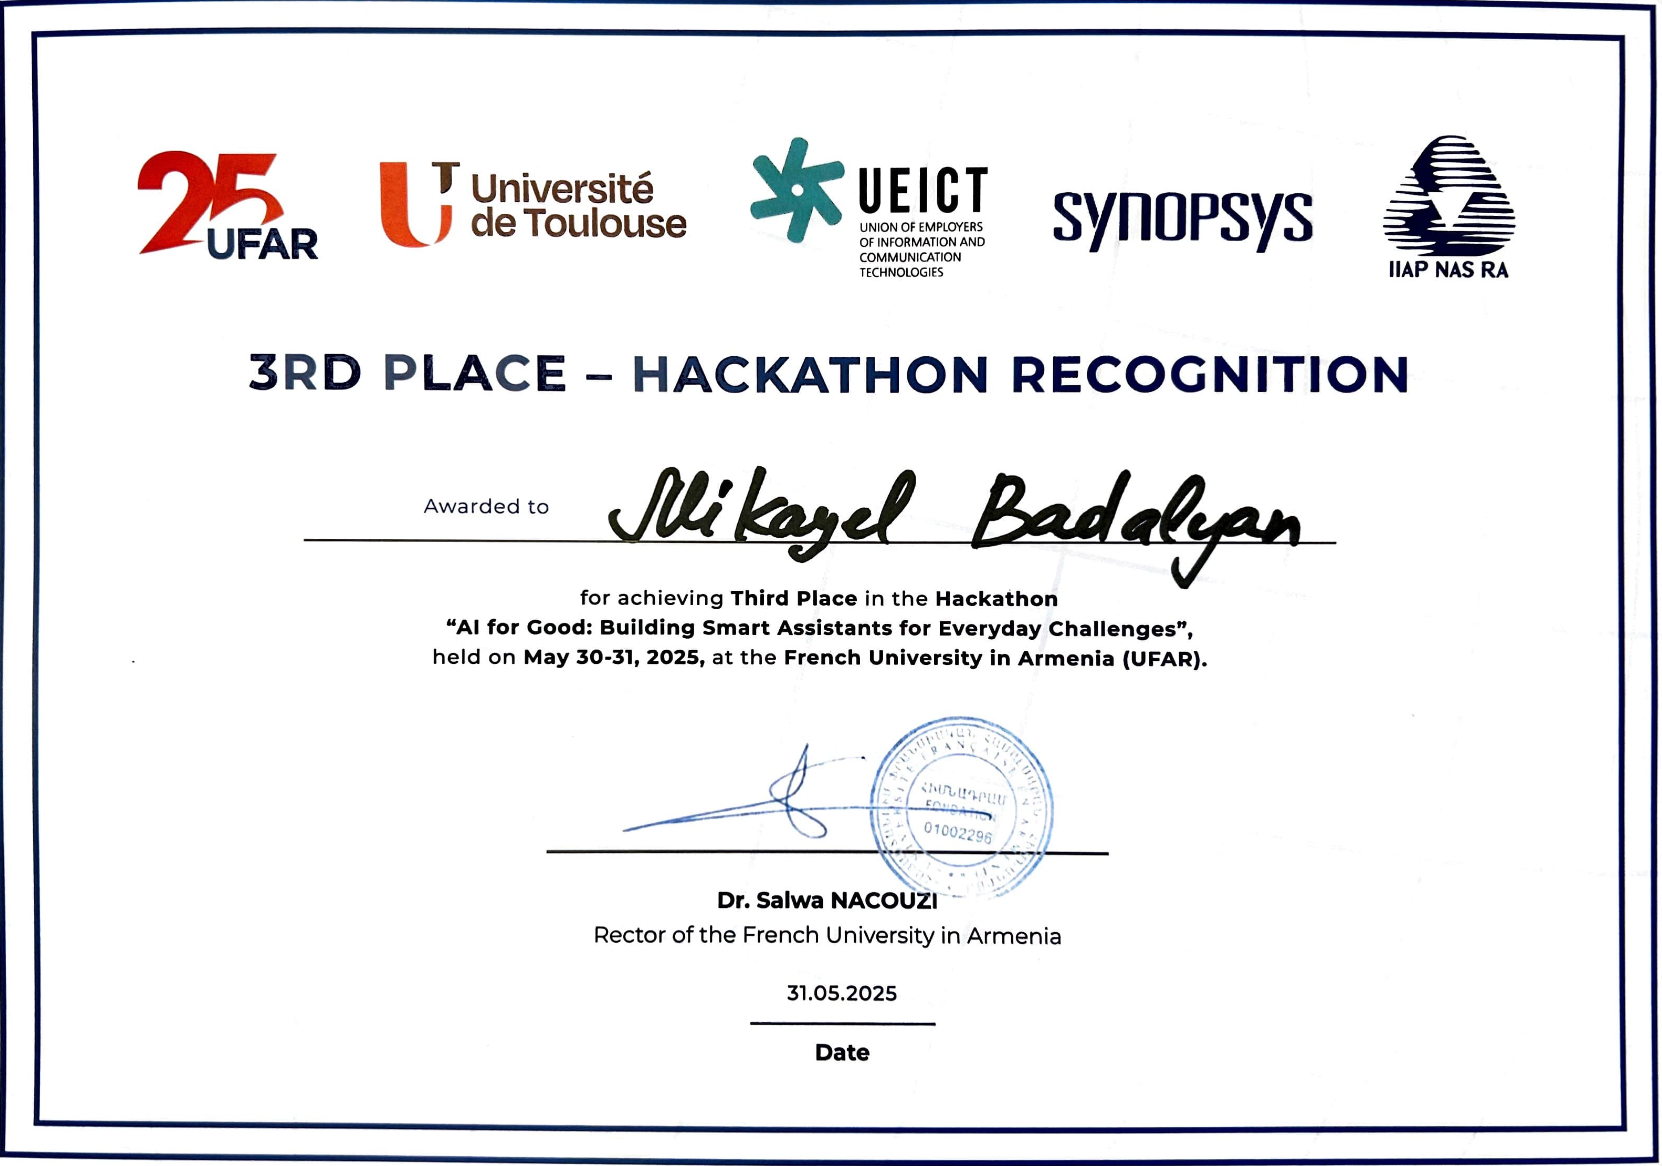 25
UFAR
UT Université
de Toulouse
UEICT
UNION OF EMPLOYERS
OF INFORMATION AND
COMMUNICATION
TECHNOLOGIES
SYNOPSYS
IIAP NAS RA
3RD PLACE – HACKATHON RECOGNITION
Awarded to Mikayel Badalyan
for achieving Third Place in the Hackathon
“AI for Good: Building Smart Assistants for Everyday Challenges”,
held on May 30-31, 2025, at the French University in Armenia (UFAR).
ՀԻՄՆԱԴՐԱՄ
FONDATION
01002296
Dr. Salwa NACOUZI
Rector of the French University in Armenia
31.05.2025
Date